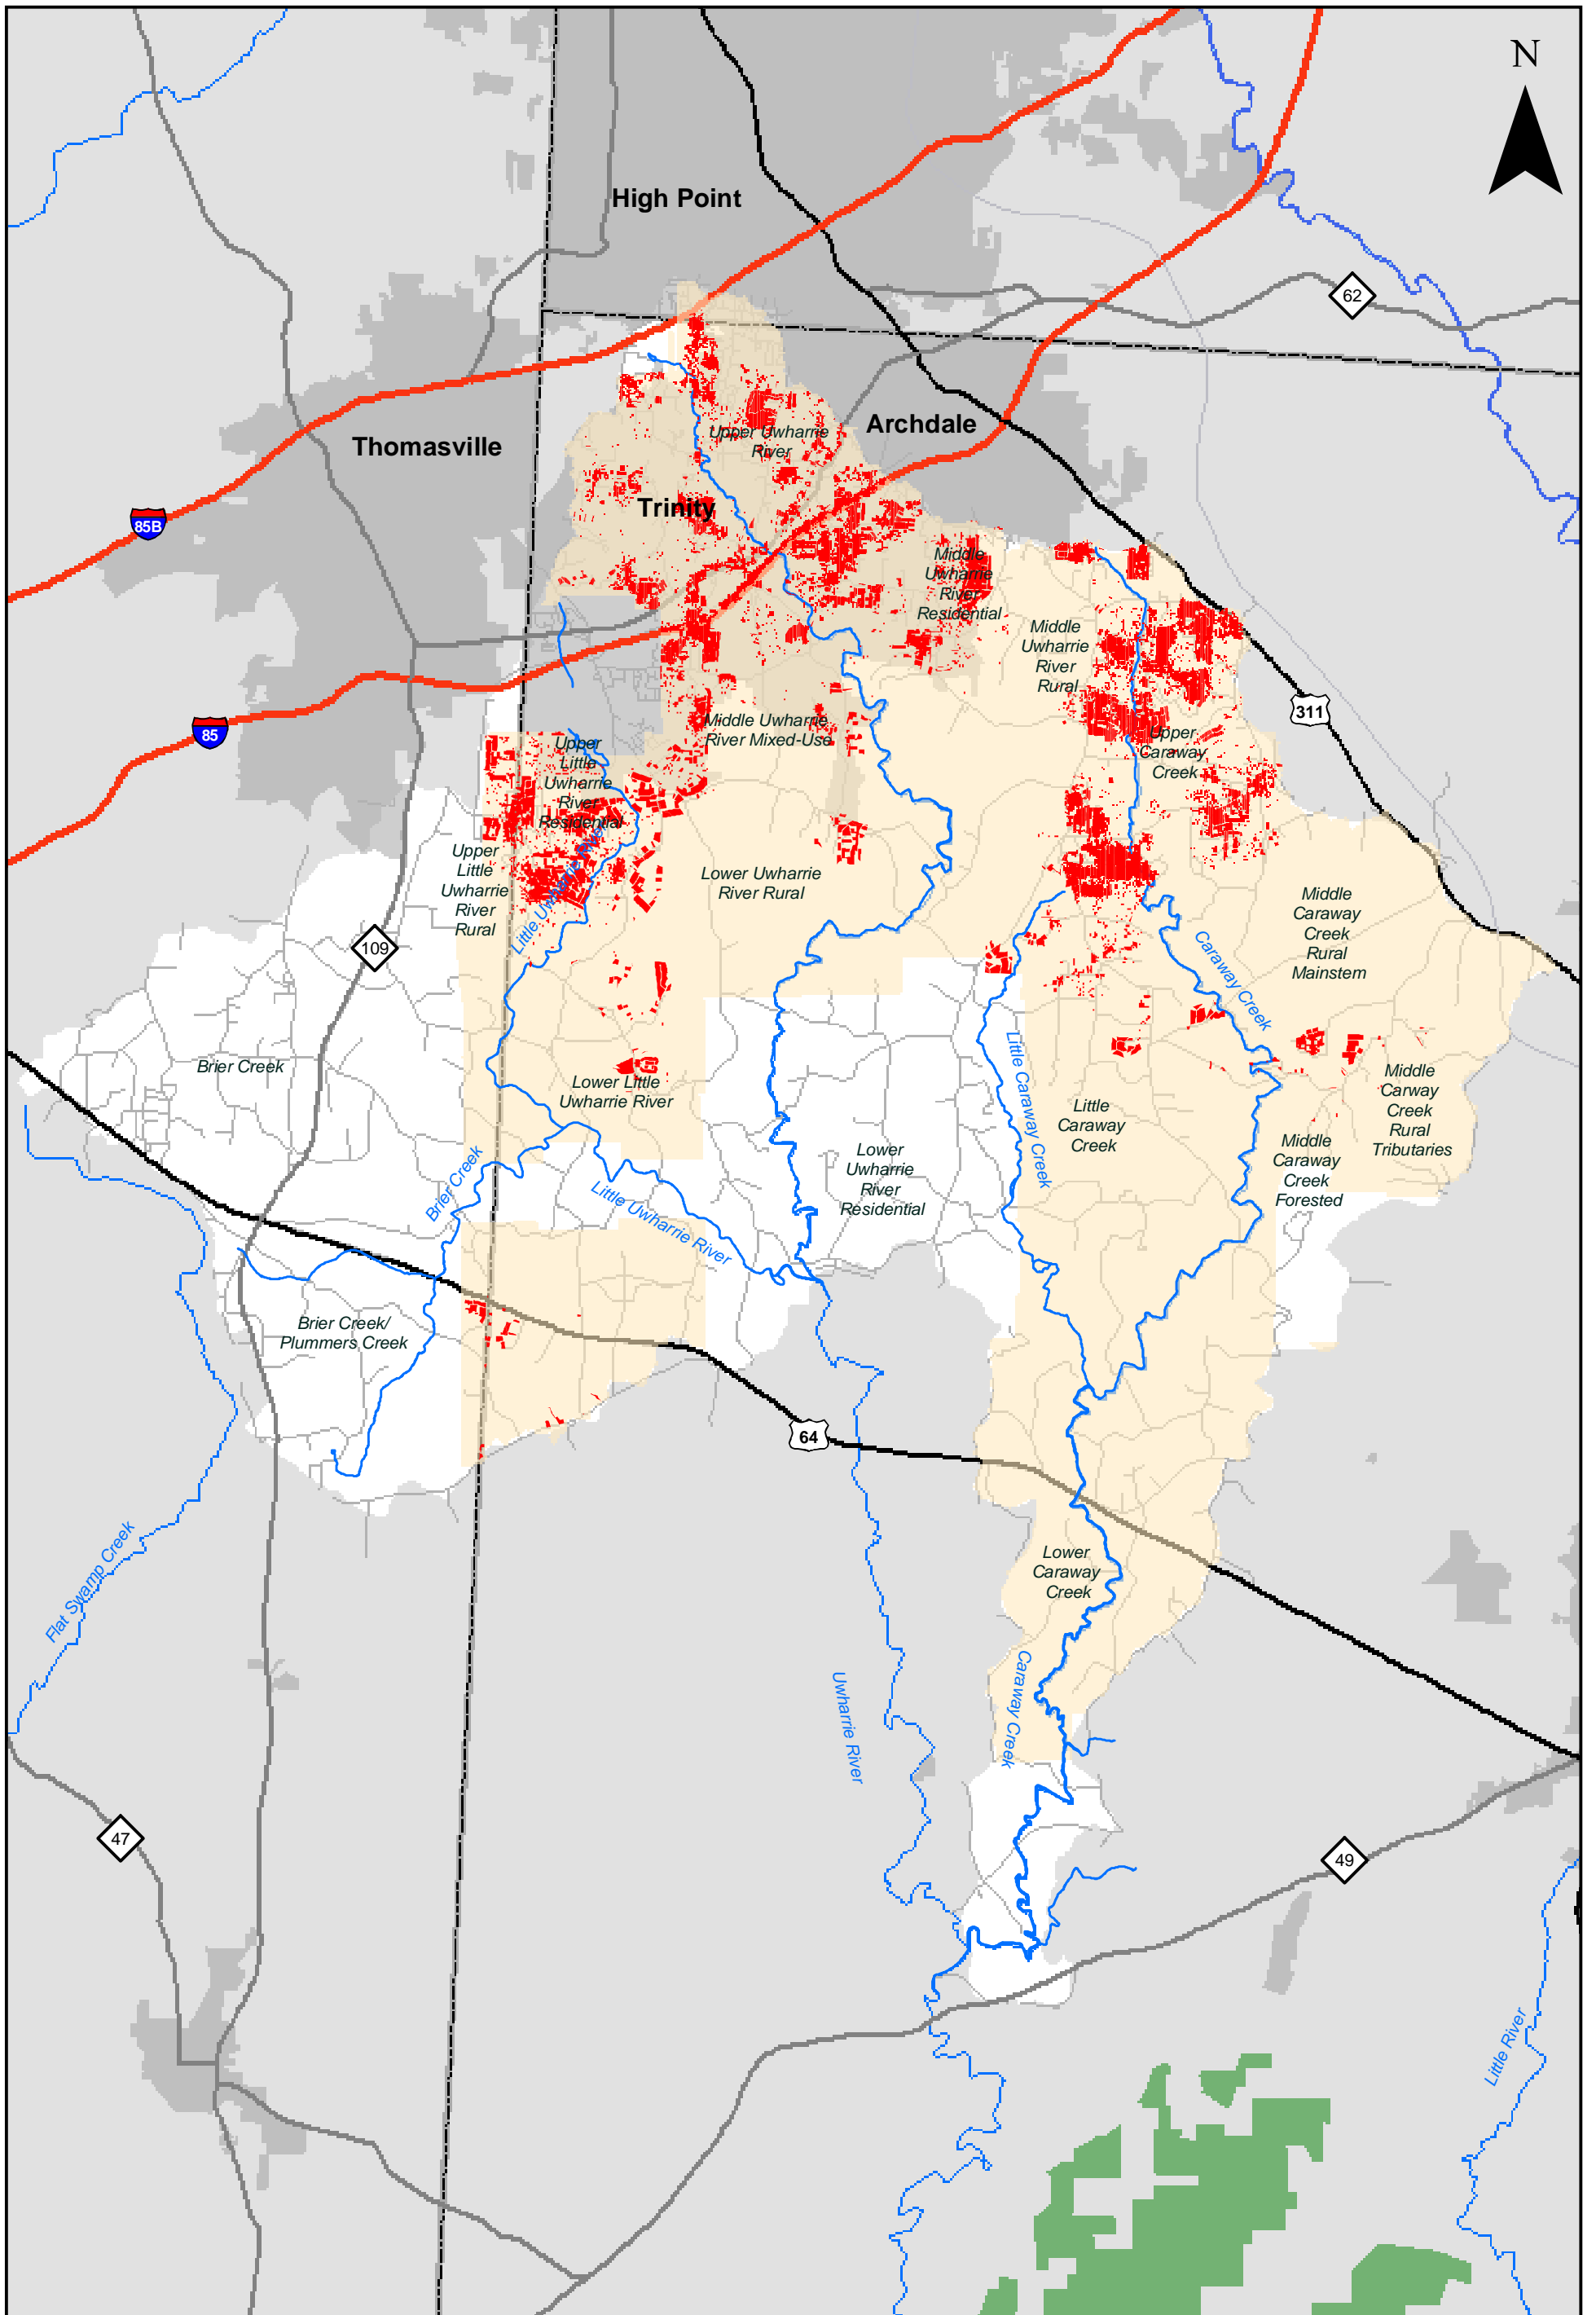 N
High Point
62
Archdale
Thomasville
Upper Uwharrie
River
Trinity
85B
Middle
Uwharrie
River
Residential
Middle
Uwharrie
River
Rural
311
85
Middle Uwharrie
River Mixed-Use
Upper
Caraway
Creek
Upper
Little
Uwharrie
River
Residential
Upper
Little
Uwharrie
River
Rural
Little Uwharrie River
Lower Uwharrie
River Rural
Middle
Caraway
Creek
Rural
Mainstem
109
Caraway Creek
Brier Creek
Little Caraway Creek
Lower Little
Uwharrie River
Little
Caraway
Creek
Middle
Carway
Creek
Rural
Tributaries
Middle
Caraway
Creek
Forested
Lower
Uwharrie
River
Residential
Brier Creek
Little Uwharrie River
Brier Creek/
Plummers Creek
64
Flat Swamp Creek
Lower
Caraway
Creek
Caraway Creek
Uwharrie River
47
49
Little River